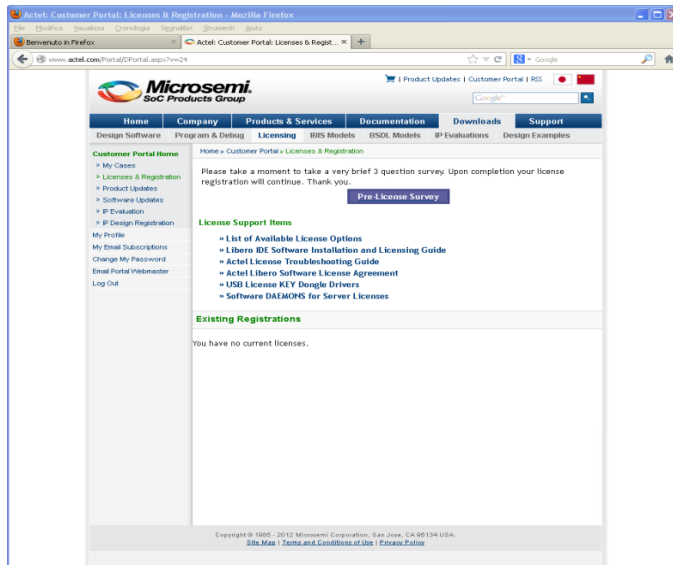 Actel: Customer Portal: Licenses & Registration - Mozilla Firefox
File Modifica Visualizza Cronologia Segnalibri Strumenti Aiuto
Benvenuto in Firefox × Actel: Customer Portal: Licenses & Regist... × +
www.actel.com/Portal/DPortal.aspx?v=24 Google
Microsemi.
SoC Products Group
| Product Updates | Customer Portal | RSS
Google™
Home Company Products & Services Documentation Downloads Support
Design Software Program & Debug Licensing IBIS Models BSDL Models IP Evaluations Design Examples
Customer Portal Home
» My Cases
» Licenses & Registration
» Product Updates
» Software Updates
» IP Evaluation
» IP Design Registration
My Profile
My Email Subscriptions
Change My Password
Email Portal Webmaster
Log Out
Home » Customer Portal » Licenses & Registration
Please take a moment to take a very brief 3 question survey. Upon completion your license
registration will continue. Thank you.
Pre-License Survey
License Support Items
» List of Available License Options
» Libero IDE Software Installation and Licensing Guide
» Actel License Troubleshooting Guide
» Actel Libero Software License Agreement
» USB License KEY Dongle Drivers
» Software DAEMONS for Server Licenses
Existing Registrations
You have no current licenses.
Copyright © 1985 - 2012 Microsemi Corporation, San Jose, CA 95134 USA.
Site Map | Terms and Conditions of Use | Privacy Policy